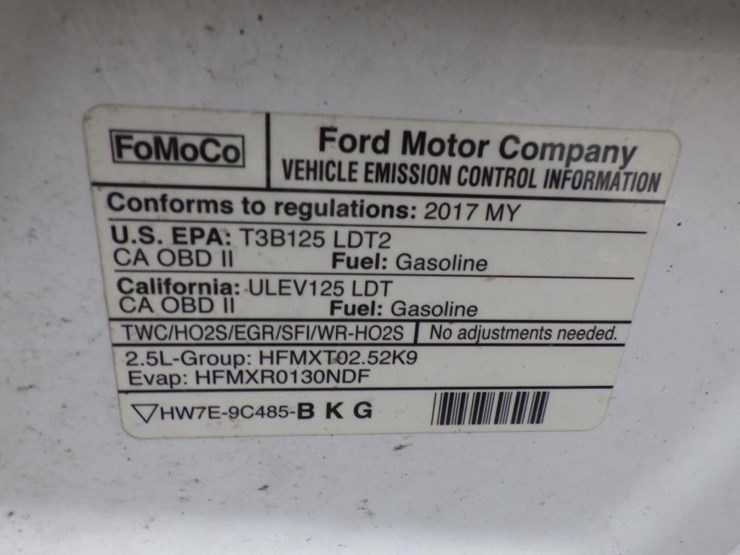 FoMoCo
Ford Motor Company
VEHICLE EMISSION CONTROL INFORMATION
Conforms to regulations: 2017 MY
U.S. EPA: T3B125 LDT2
CA OBD II Fuel: Gasoline
California: ULEV125 LDT
CA OBD II Fuel: Gasoline
TWC/HO2S/EGR/SFI/WR-HO2S No adjustments needed.
2.5L-Group: HFMXT02.52K9
Evap: HFMXR0130NDF
▽HW7E-9C485-B K G